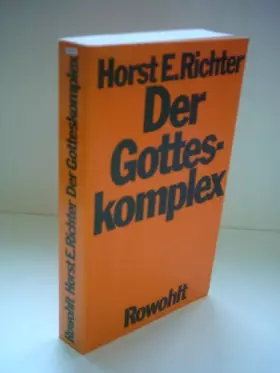 Rowohlt Horst E. Richter Der Gotteskomplex
Horst E. Richter
Der
Gottes-
komplex
Rowohlt